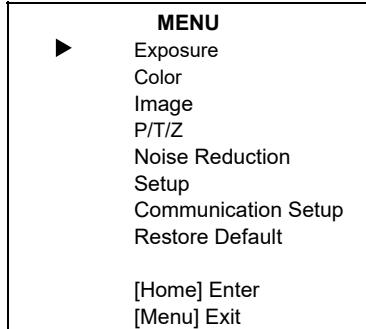 MENU
Exposure
Color
Image
P/T/Z
Noise Reduction
Setup
Communication Setup
Restore Default
[Home] Enter
[Menu] Exit